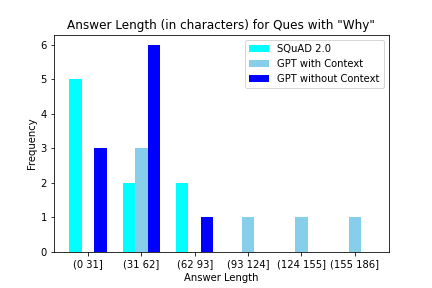 Answer Length (in characters) for Ques with "Why"
SQuAD 2.0
GPT with Context
GPT without Context
6
5
4
3
2
1
0
Frequency
(0 31] (31 62] (62 93] (93 124] (124 155] (155 186]
Answer Length